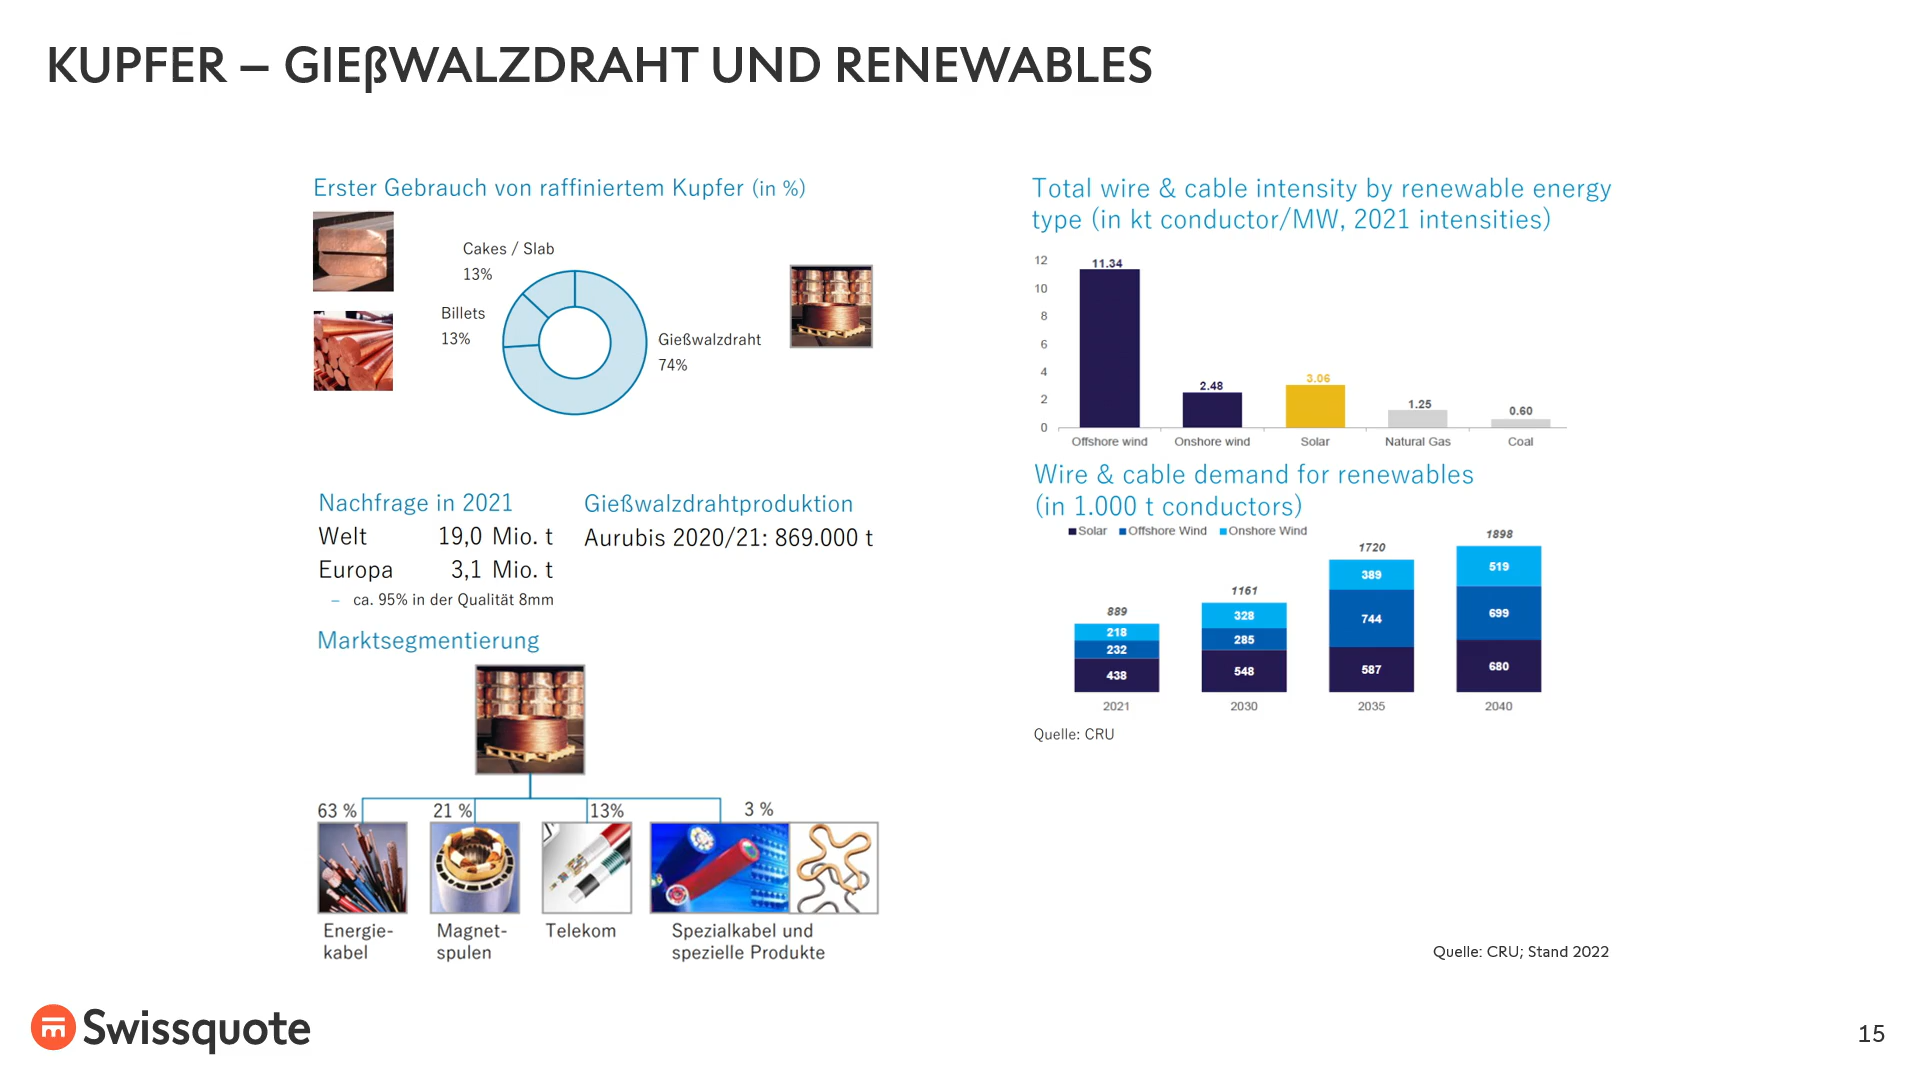 KUPFER – GIEßWALZDRAHT UND RENEWABLES
Erster Gebrauch von raffiniertem Kupfer (in %)
Cakes / Slab
13%
Billets
13%
Gießwalzdraht
74%
Nachfrage in 2021
Welt 19,0 Mio. t
Europa 3,1 Mio. t
– ca. 95% in der Qualität 8mm
Gießwalzdrahtproduktion
Aurubis 2020/21: 869.000 t
Marktsegmentierung
63 % 21 % 13% 3 %
Energie-
kabel
Magnet-
spulen
Telekom
Spezialkabel und
spezielle Produkte
Total wire & cable intensity by renewable energy
type (in kt conductor/MW, 2021 intensities)
12
10
8
6
4
2
0
11.34
2.48
3.06
1.25
0.60
Offshore wind Onshore wind Solar Natural Gas Coal
Wire & cable demand for renewables
(in 1.000 t conductors)
Solar Offshore Wind Onshore Wind
889
218
232
438
1161
328
285
548
1720
389
744
587
1898
519
699
680
2021 2030 2035 2040
Quelle: CRU
Quelle: CRU; Stand 2022
Swissquote
15